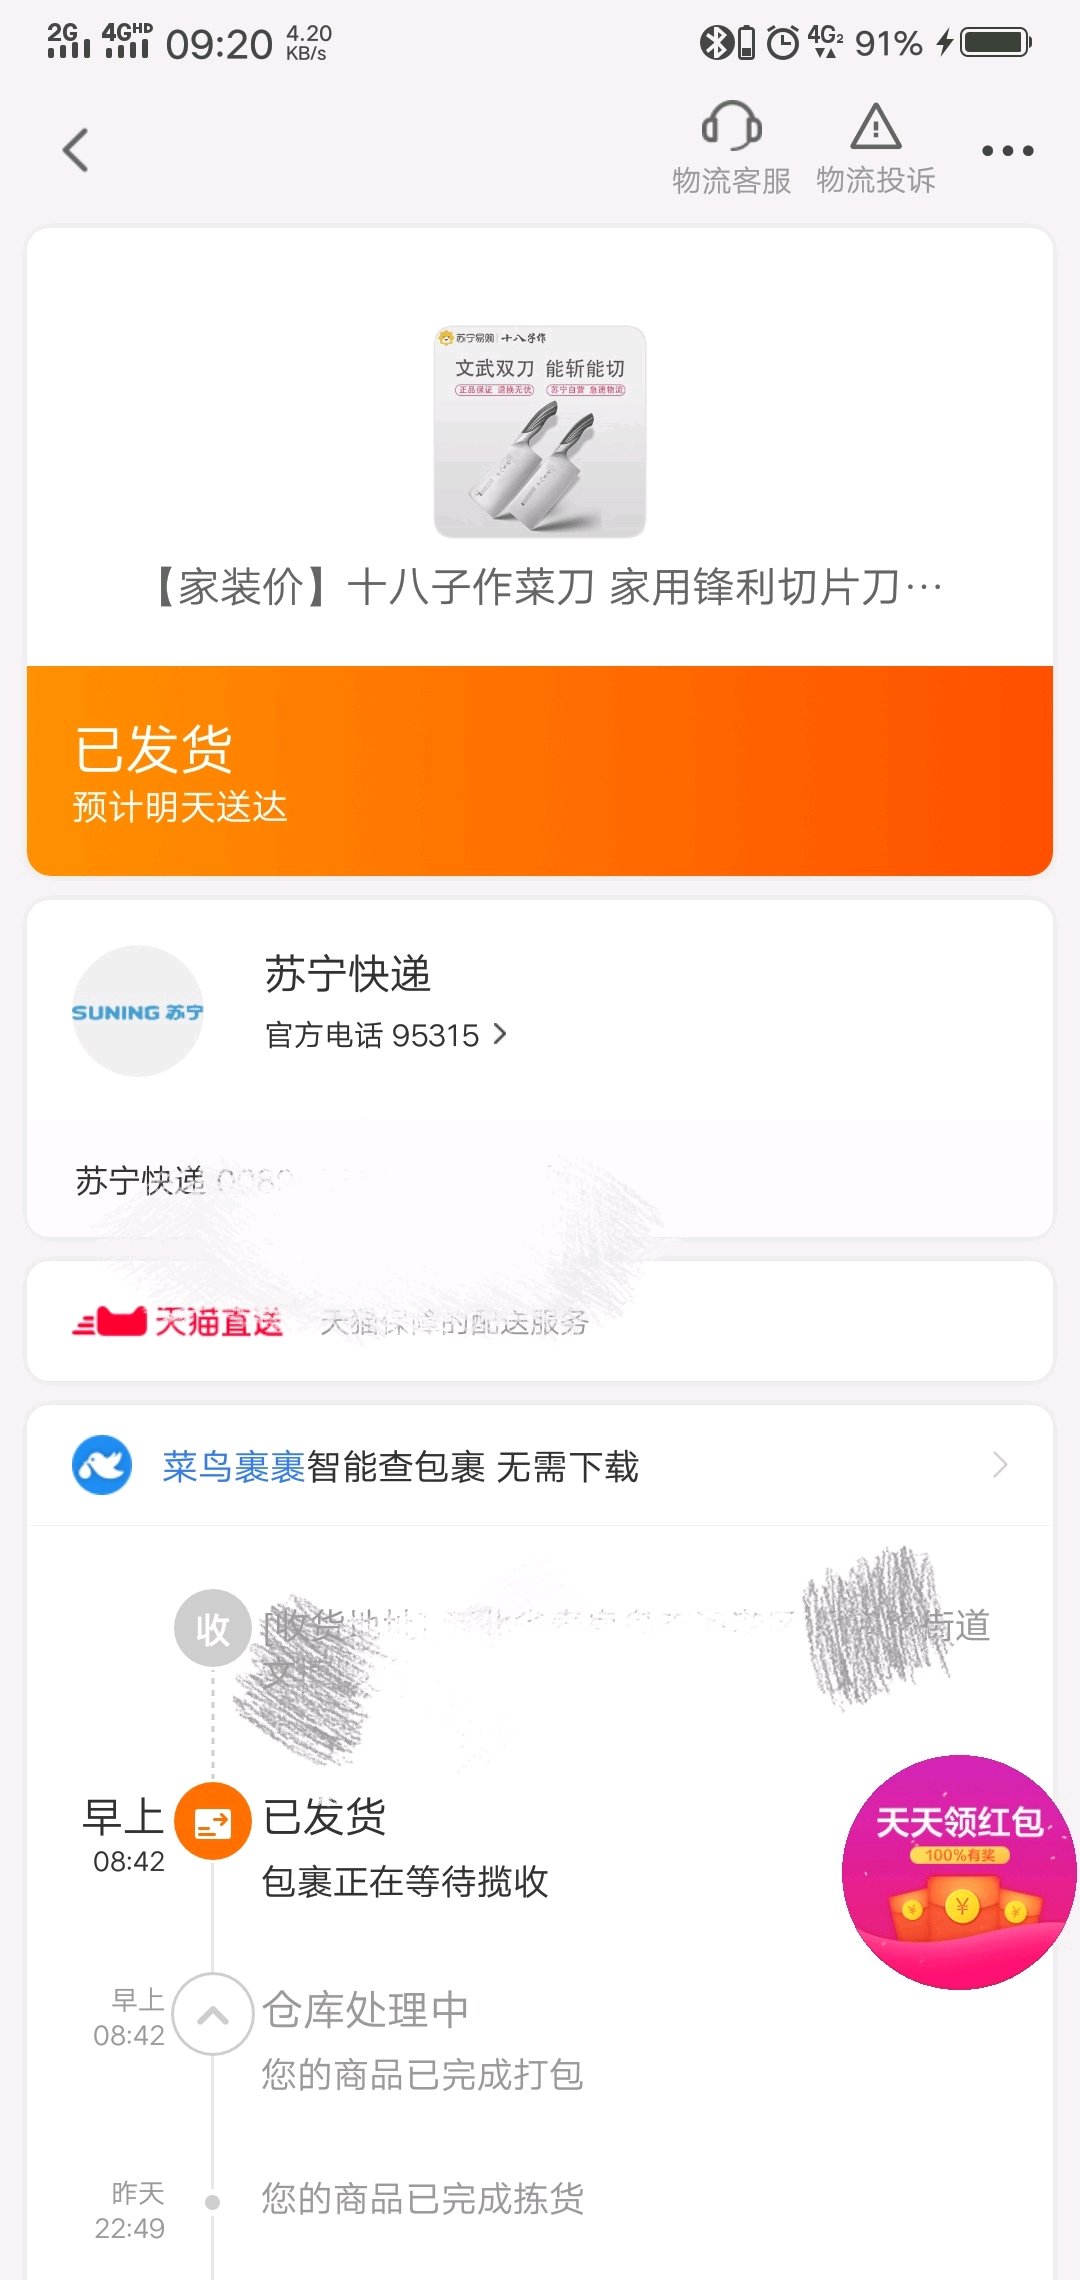 2G 4GHD 09:20 4.20 KB/s 4G2 91%
物流客服 物流投诉
苏宁易购 十八子作
文武双刀 能斩能切
正品保证 退换无忧 苏宁自营 急速物流
【家装价】十八子作菜刀 家用锋利切片刀…
已发货
预计明天送达
SUNING 苏宁
苏宁快递
官方电话 95315
苏宁快递
天猫直送 天猫保障的配送服务
菜鸟裹裹智能查包裹 无需下载
收 [收货地址 街道
早上 已发货
08:42
包裹正在等待揽收
天天领红包
100%有奖
早上 仓库处理中
08:42
您的商品已完成打包
昨天 您的商品已完成拣货
22:49